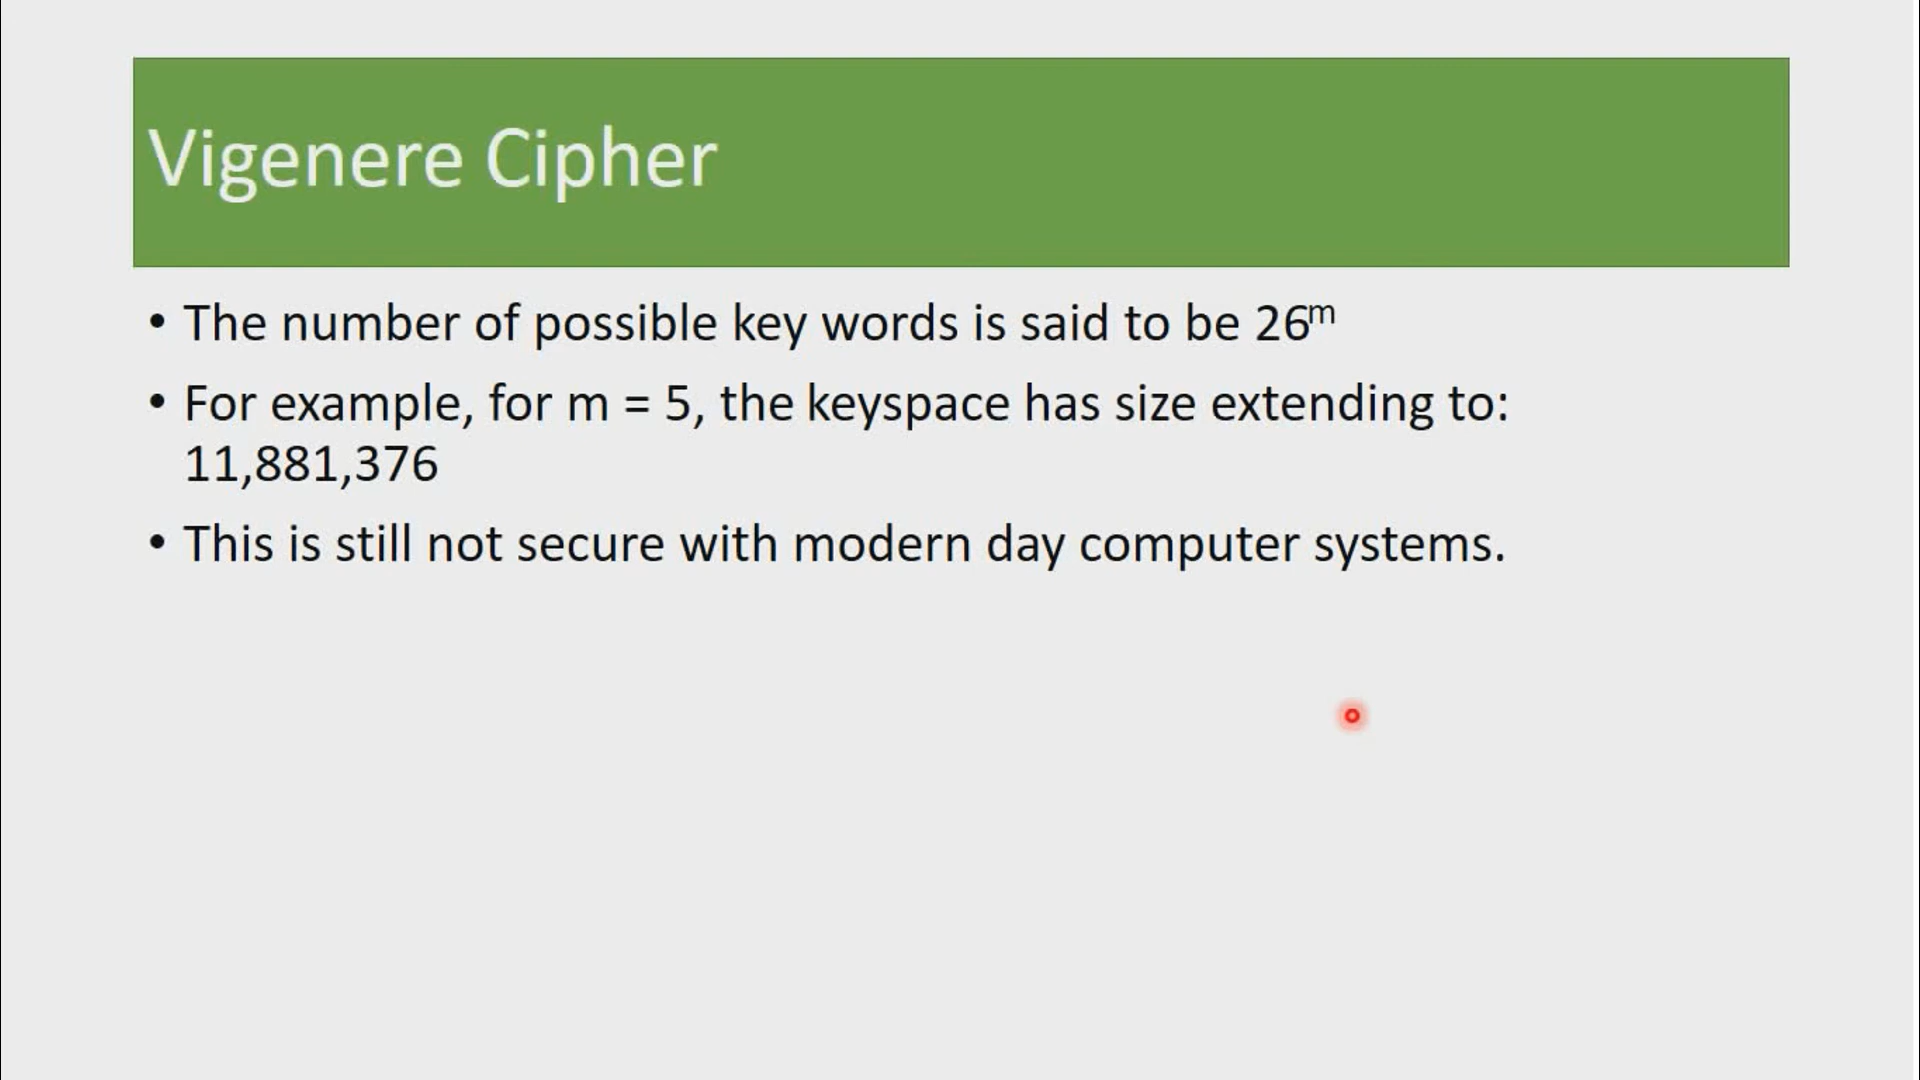 Vigenere Cipher
• The number of possible key words is said to be 26ᵐ
• For example, for m = 5, the keyspace has size extending to:
11,881,376
• This is still not secure with modern day computer systems.